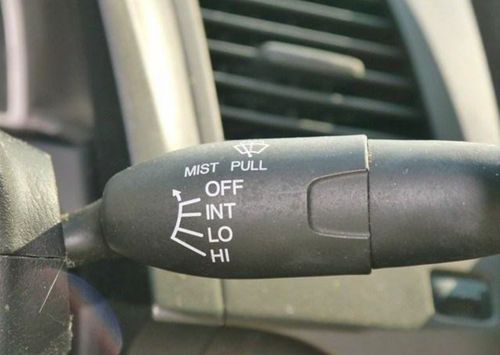 MIST PULL
OFF
INT
LO
HI